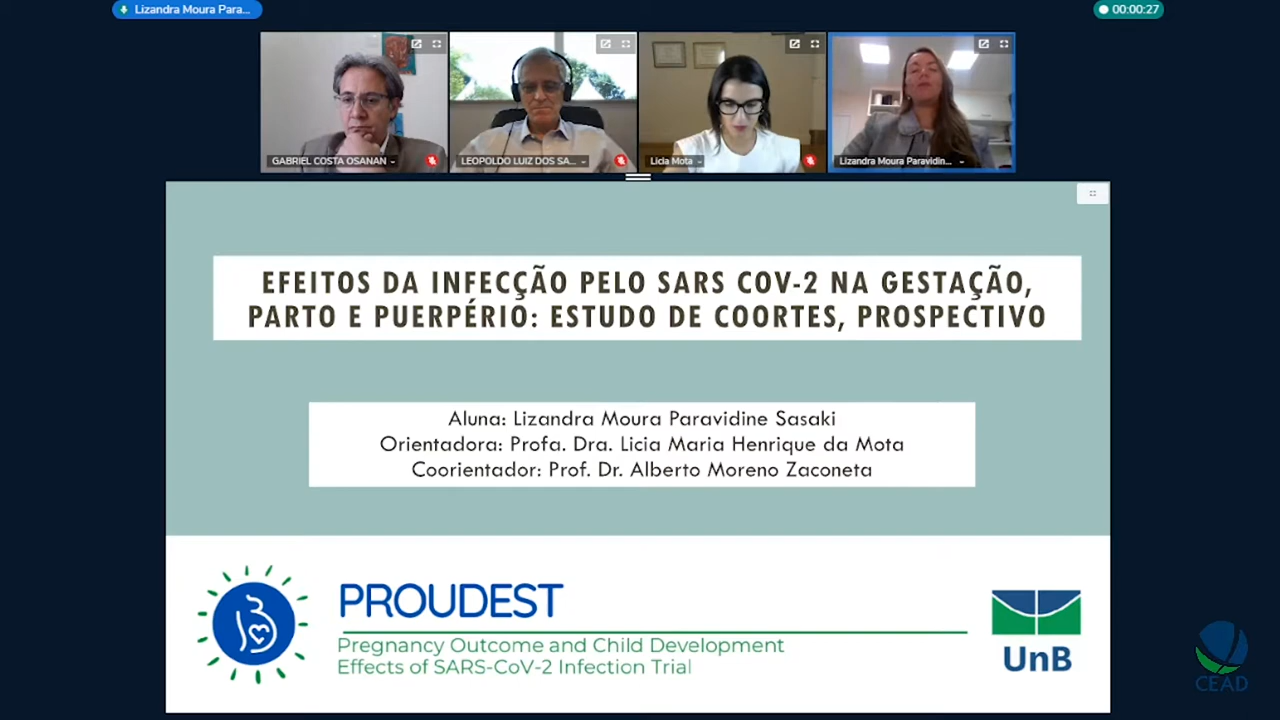 Lizandra Moura Para...
00:00:27
GABRIEL COSTA OSANAN
LEOPOLDO LUIZ DOS SA...
Licia Mota
Lizandra Moura Paravidin...
EFEITOS DA INFECÇÃO PELO SARS COV-2 NA GESTAÇÃO,
PARTO E PUERPÉRIO: ESTUDO DE COORTES, PROSPECTIVO
Aluna: Lizandra Moura Paravidine Sasaki
Orientadora: Profa. Dra. Licia Maria Henrique da Mota
Coorientador: Prof. Dr. Alberto Moreno Zaconeta
PROUDEST
Pregnancy Outcome and Child Development
Effects of SARS-CoV-2 Infection Trial
UnB
CEAD